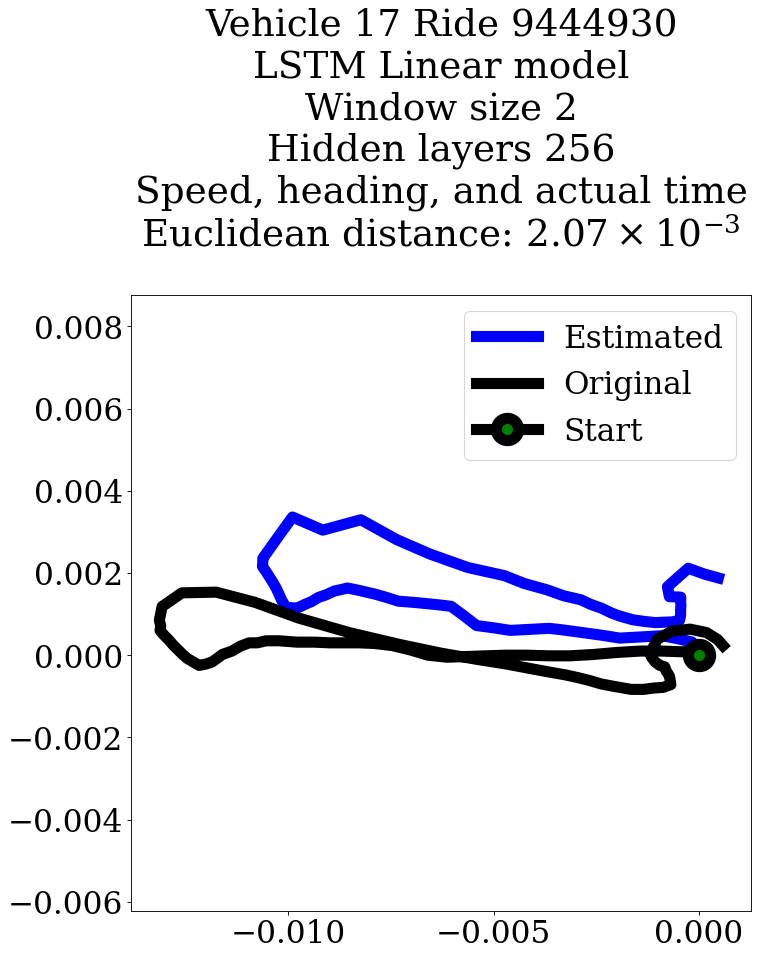 Vehicle 17 Ride 9444930
LSTM Linear model
Window size 2
Hidden layers 256
Speed, heading, and actual time
Euclidean distance: 2.07 × 10⁻³
Estimated
Original
Start
0.008
0.006
0.004
0.002
0.000
−0.002
−0.004
−0.006
−0.010
−0.005
0.000